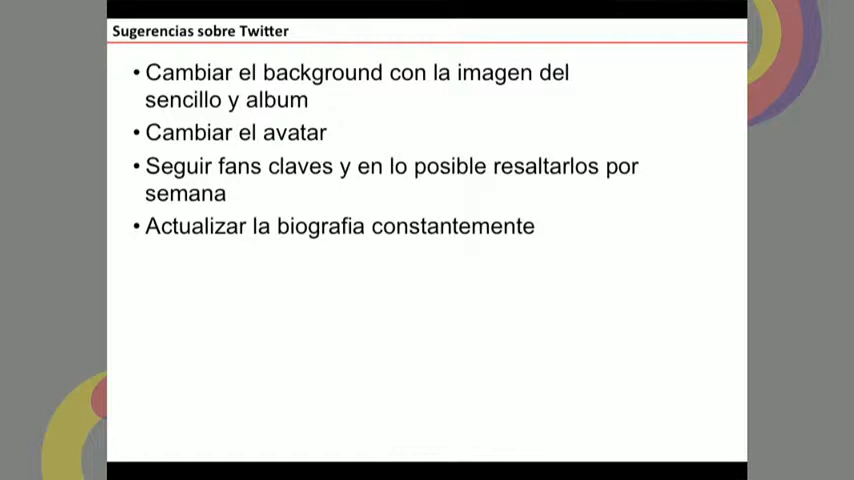 Sugerencias sobre Twitter
• Cambiar el background con la imagen del
sencillo y album
• Cambiar el avatar
• Seguir fans claves y en lo posible resaltarlos por
semana
• Actualizar la biografia constantemente